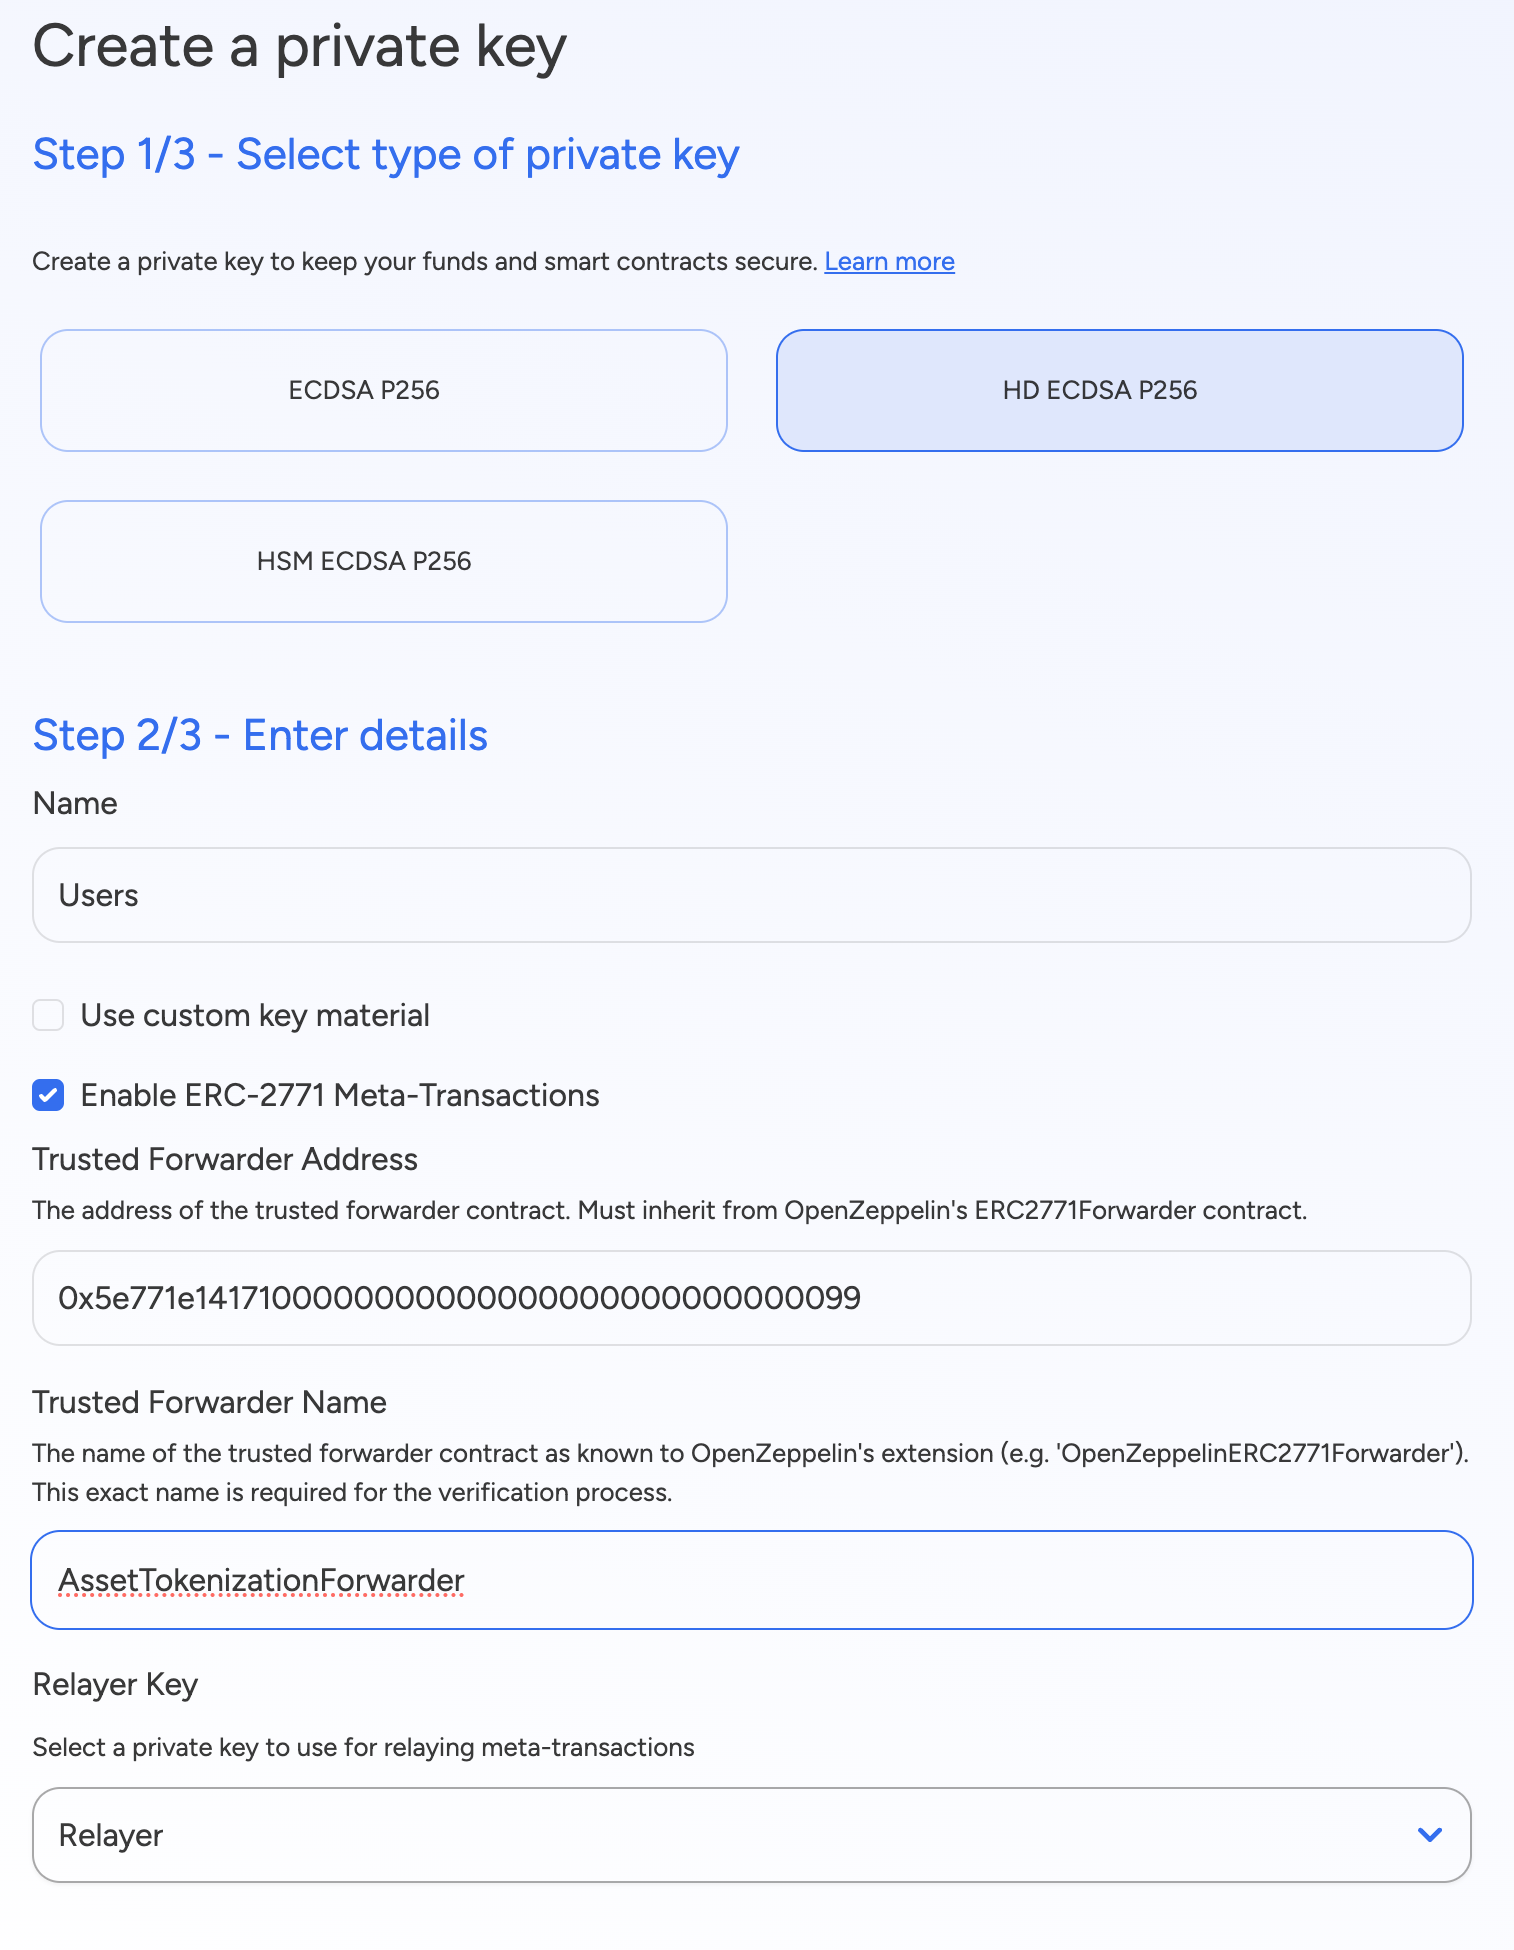 Create a private key
Step 1/3 - Select type of private key
Create a private key to keep your funds and smart contracts secure. Learn more
ECDSA P256
HD ECDSA P256
HSM ECDSA P256
Step 2/3 - Enter details
Name
Users
Use custom key material
Enable ERC-2771 Meta-Transactions
Trusted Forwarder Address
The address of the trusted forwarder contract. Must inherit from OpenZeppelin's ERC2771Forwarder contract.
0x5e771e1417100000000000000000000000000099
Trusted Forwarder Name
The name of the trusted forwarder contract as known to OpenZeppelin's extension (e.g. 'OpenZeppelinERC2771Forwarder').
This exact name is required for the verification process.
AssetTokenizationForwarder
Relayer Key
Select a private key to use for relaying meta-transactions
Relayer